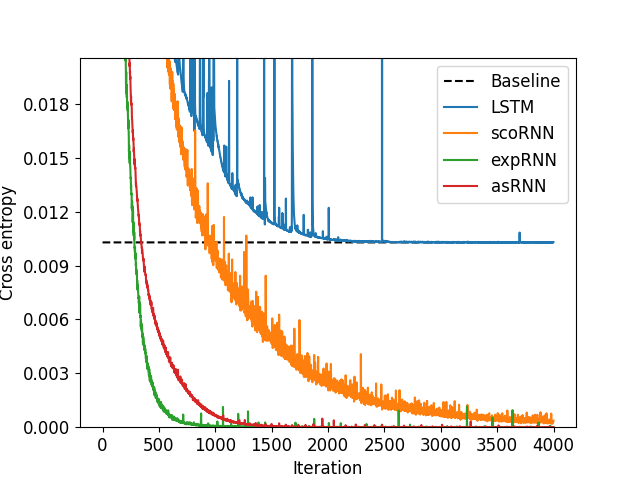 Baseline
LSTM
scoRNN
expRNN
asRNN
Cross entropy
0.018
0.015
0.012
0.009
0.006
0.003
0.000
0 500 1000 1500 2000 2500 3000 3500 4000
Iteration